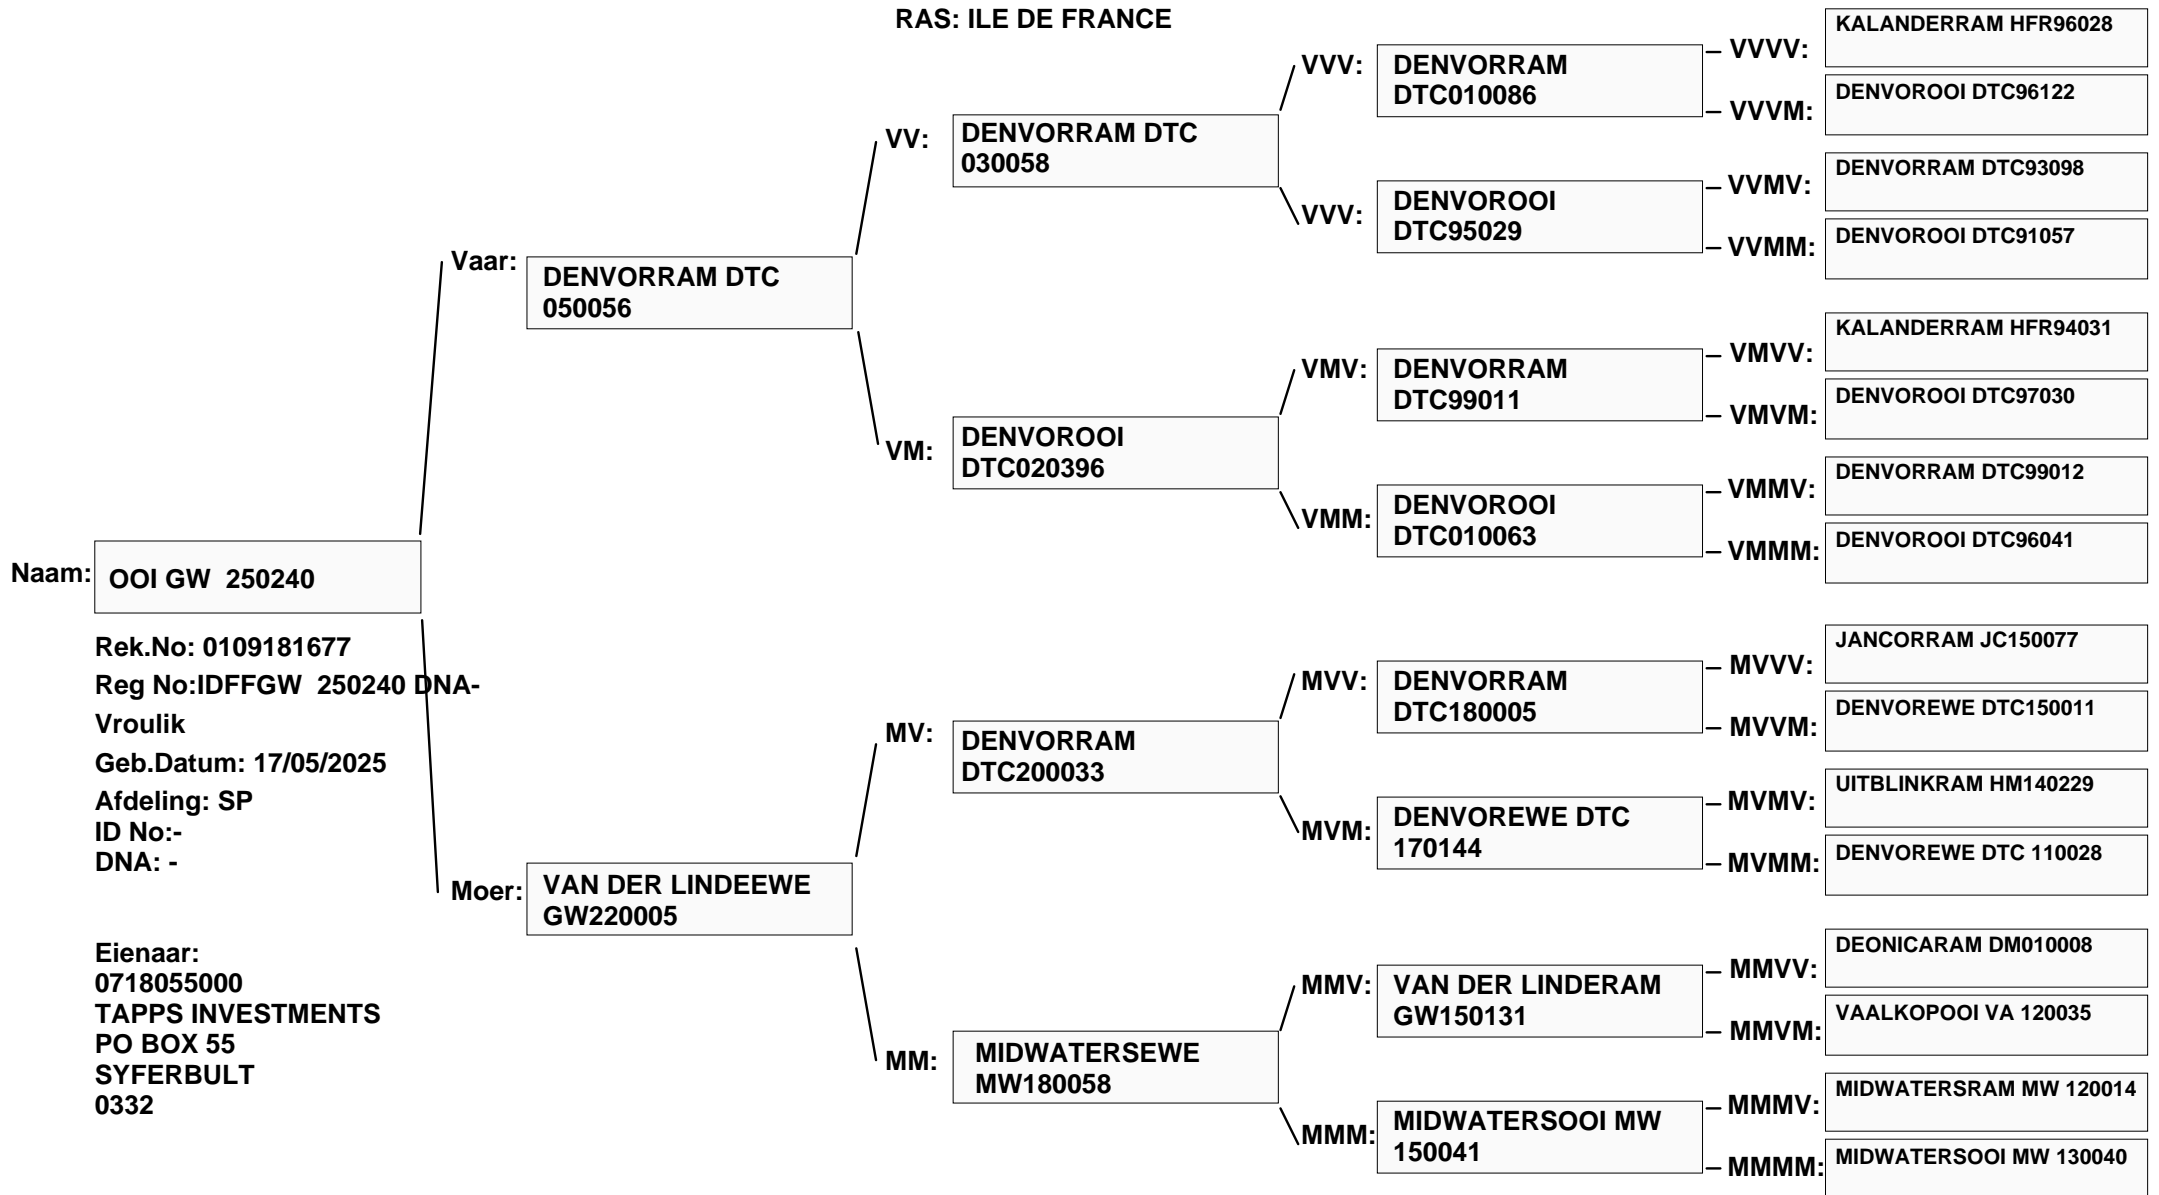 RAS: ILE DE FRANCE
Naam:
OOI GW  250240
Rek.No: 0109181677
Reg No:IDFFGW  250240 DNA-
Vroulik
Geb.Datum: 17/05/2025
Afdeling: SP
ID No:-
DNA: -
Eienaar:
0718055000
TAPPS INVESTMENTS
PO BOX 55
SYFERBULT
0332
Vaar:
DENVORRAM DTC
050056
Moer:
VAN DER LINDEEWE
GW220005
VV:
DENVORRAM DTC
030058
VM:
DENVOROOI
DTC020396
MV:
DENVORRAM
DTC200033
MM:
MIDWATERSEWE
MW180058
VVV:
DENVORRAM
DTC010086
VVV:
DENVOROOI
DTC95029
VMV:
DENVORRAM
DTC99011
VMM:
DENVOROOI
DTC010063
MVV:
DENVORRAM
DTC180005
MVM:
DENVOREWE DTC
170144
MMV:
VAN DER LINDERAM
GW150131
MMM:
MIDWATERSOOI MW
150041
VVVV:
KALANDERRAM HFR96028
VVVM:
DENVOROOI DTC96122
VVMV:
DENVORRAM DTC93098
VVMM:
DENVOROOI DTC91057
VMVV:
KALANDERRAM HFR94031
VMVM:
DENVOROOI DTC97030
VMMV:
DENVORRAM DTC99012
VMMM:
DENVOROOI DTC96041
MVVV:
JANCORRAM JC150077
MVVM:
DENVOREWE DTC150011
MVMV:
UITBLINKRAM HM140229
MVMM:
DENVOREWE DTC 110028
MMVV:
DEONICARAM DM010008
MMVM:
VAALKOPOOI VA 120035
MMMV:
MIDWATERSRAM MW 120014
MMMM:
MIDWATERSOOI MW 130040